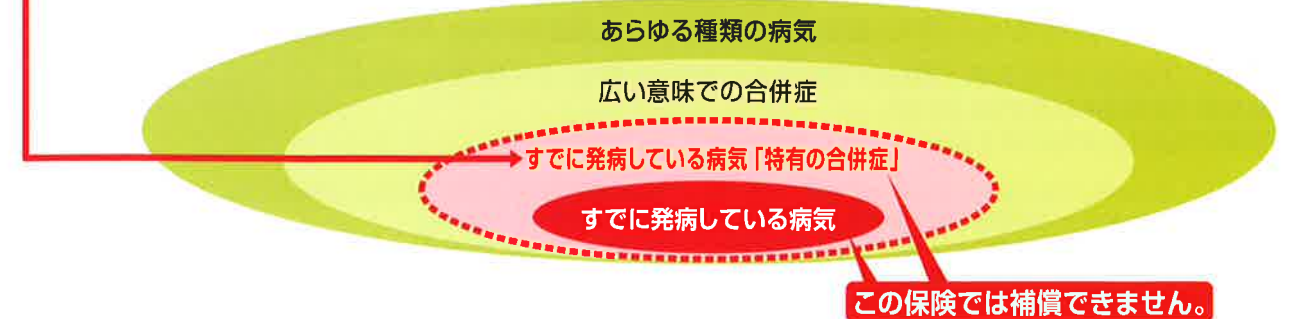 あらゆる種類の病気
広い意味での合併症
すでに発病している病気「特有の合併症」
すでに発病している病気
この保険では補償できません。